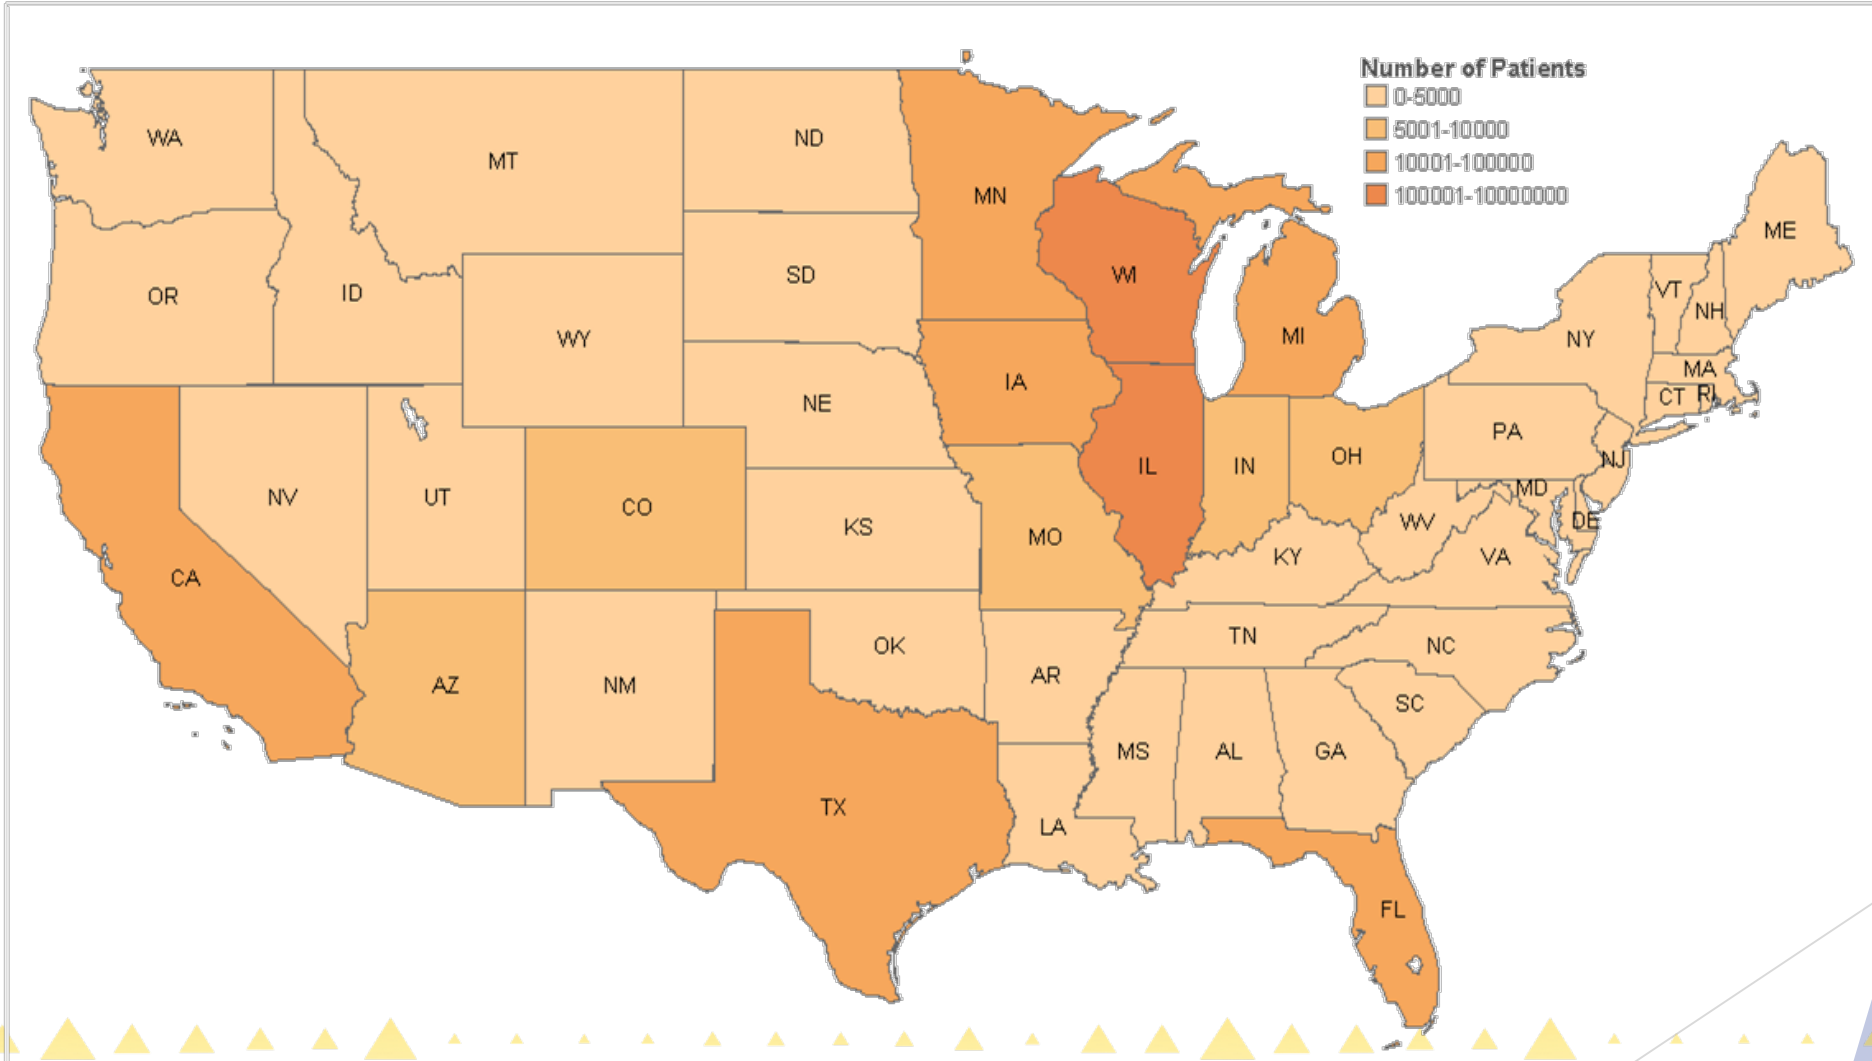 Number of Patients
0-5000
5001-10000
10001-100000
100001-10000000
WA
MT
ND
MN
ME
OR
ID
SD
WI
VT
NH
WY
NY
MI
IA
MA
NE
CT RI
PA
NV
UT
CO
IL
IN
OH
NJ
MD
KS
MO
WV
DE
CA
KY
VA
OK
TN
NC
AZ
NM
AR
SC
MS
AL
GA
TX
LA
FL